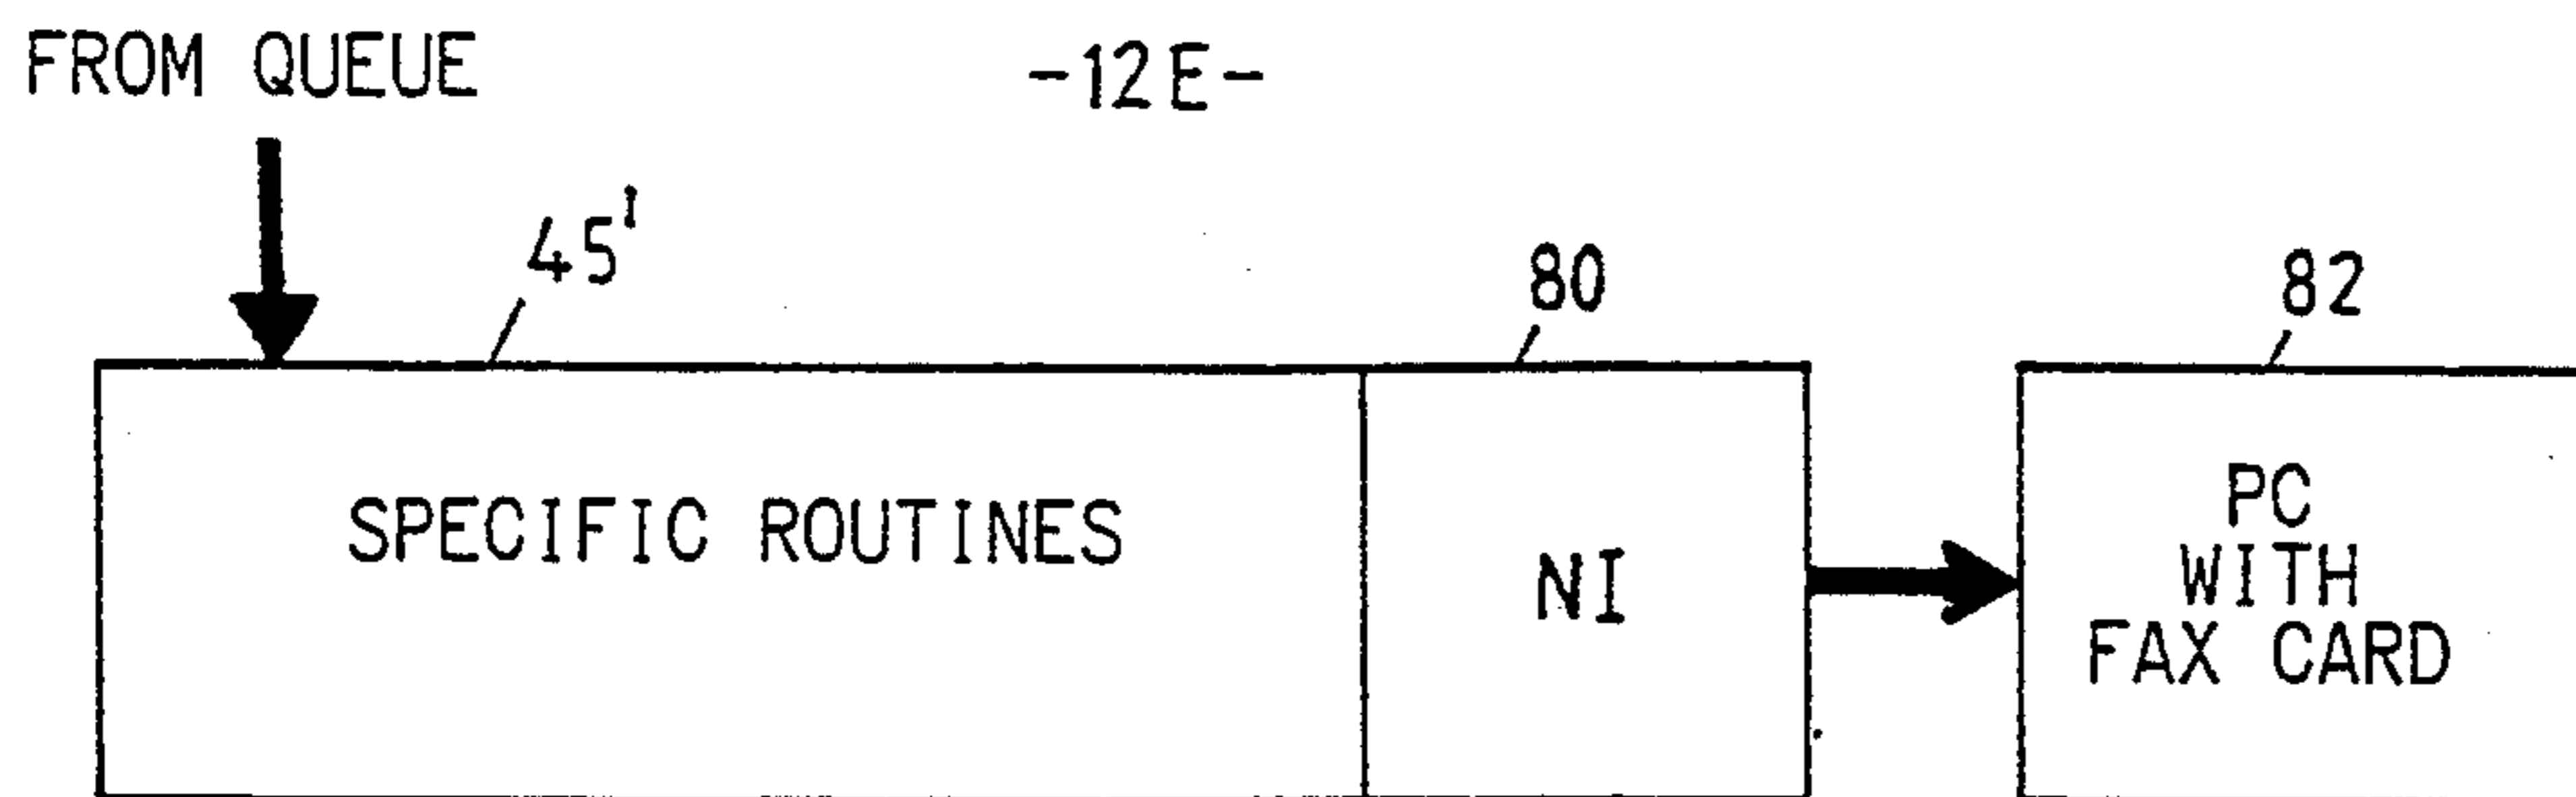 FROM QUEUE
-12E-
45'
80
82
SPECIFIC ROUTINES
NI
PC
WITH
FAX CARD